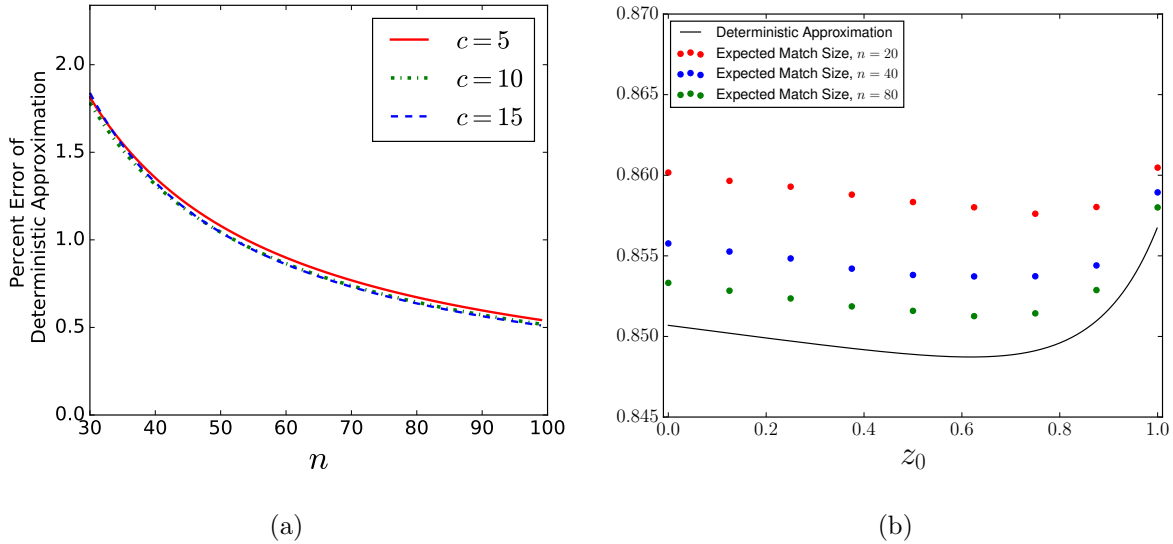 Percent Error of
Deterministic Approximation
2.0
1.5
1.0
0.5
0.0
30 40 50 60 70 80 90 100
n
c = 5
c = 10
c = 15
(a)
0.870
0.865
0.860
0.855
0.850
0.845
0.0 0.2 0.4 0.6 0.8 1.0
z₀
Deterministic Approximation
Expected Match Size, n = 20
Expected Match Size, n = 40
Expected Match Size, n = 80
(b)